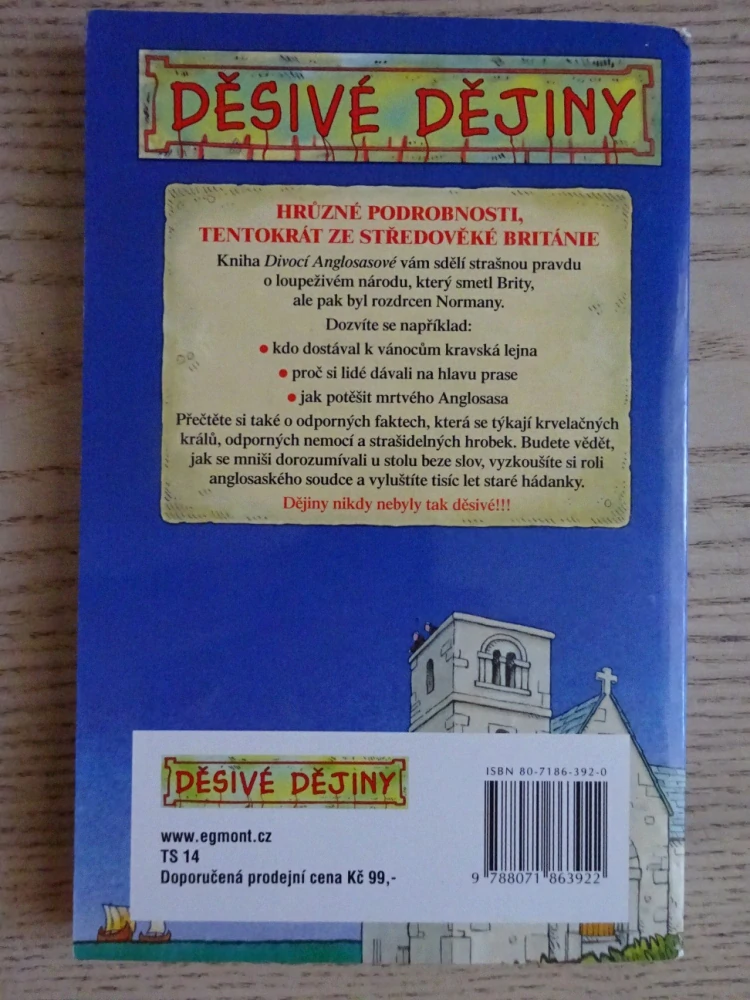 DĚSIVÉ DĚJINY
HRŮZNÉ PODROBNOSTI,
TENTOKRÁT ZE STŘEDOVĚKÉ BRITÁNIE
Kniha Divocí Anglosasové vám sdělí strašnou pravdu
o loupeživém národu, který smetl Brity,
ale pak byl rozdrcen Normany.
Dozvíte se například:
• kdo dostával k vánocům kravská lejna
• proč si lidé dávali na hlavu prase
• jak potěšit mrtvého Anglosasa
Přečtěte si také o odporných faktech, která se týkají krvelačných
králů, odporných nemocí a strašidelných hrobek. Budete vědět,
jak se mniši dorozumívali u stolu beze slov, vyzkoušíte si roli
anglosaského soudce a vyluštíte tisíc let staré hádanky.
Dějiny nikdy nebyly tak děsivé!!!
DĚSIVÉ DĚJINY
www.egmont.cz
TS 14
Doporučená prodejní cena Kč 99,-
ISBN 80-7186-392-0
9 788071 863922